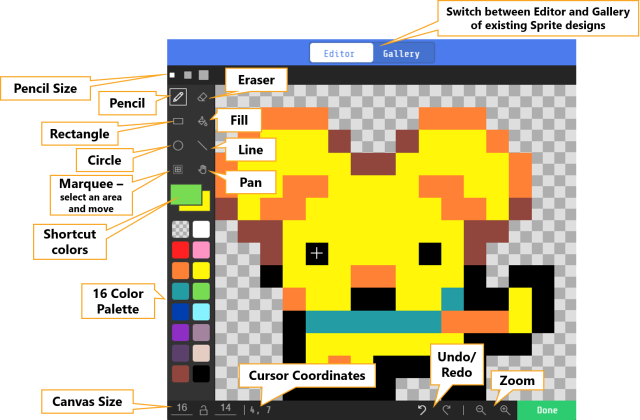 Switch between Editor and Gallery
of existing Sprite designs
Editor
Gallery
Pencil Size
Eraser
Pencil
Fill
Rectangle
Line
Circle
Marquee –
select an area
and move
Pan
Shortcut
colors
16 Color
Palette
Cursor Coordinates
Undo/
Redo
Zoom
Canvas Size
16
14
4, 7
Done